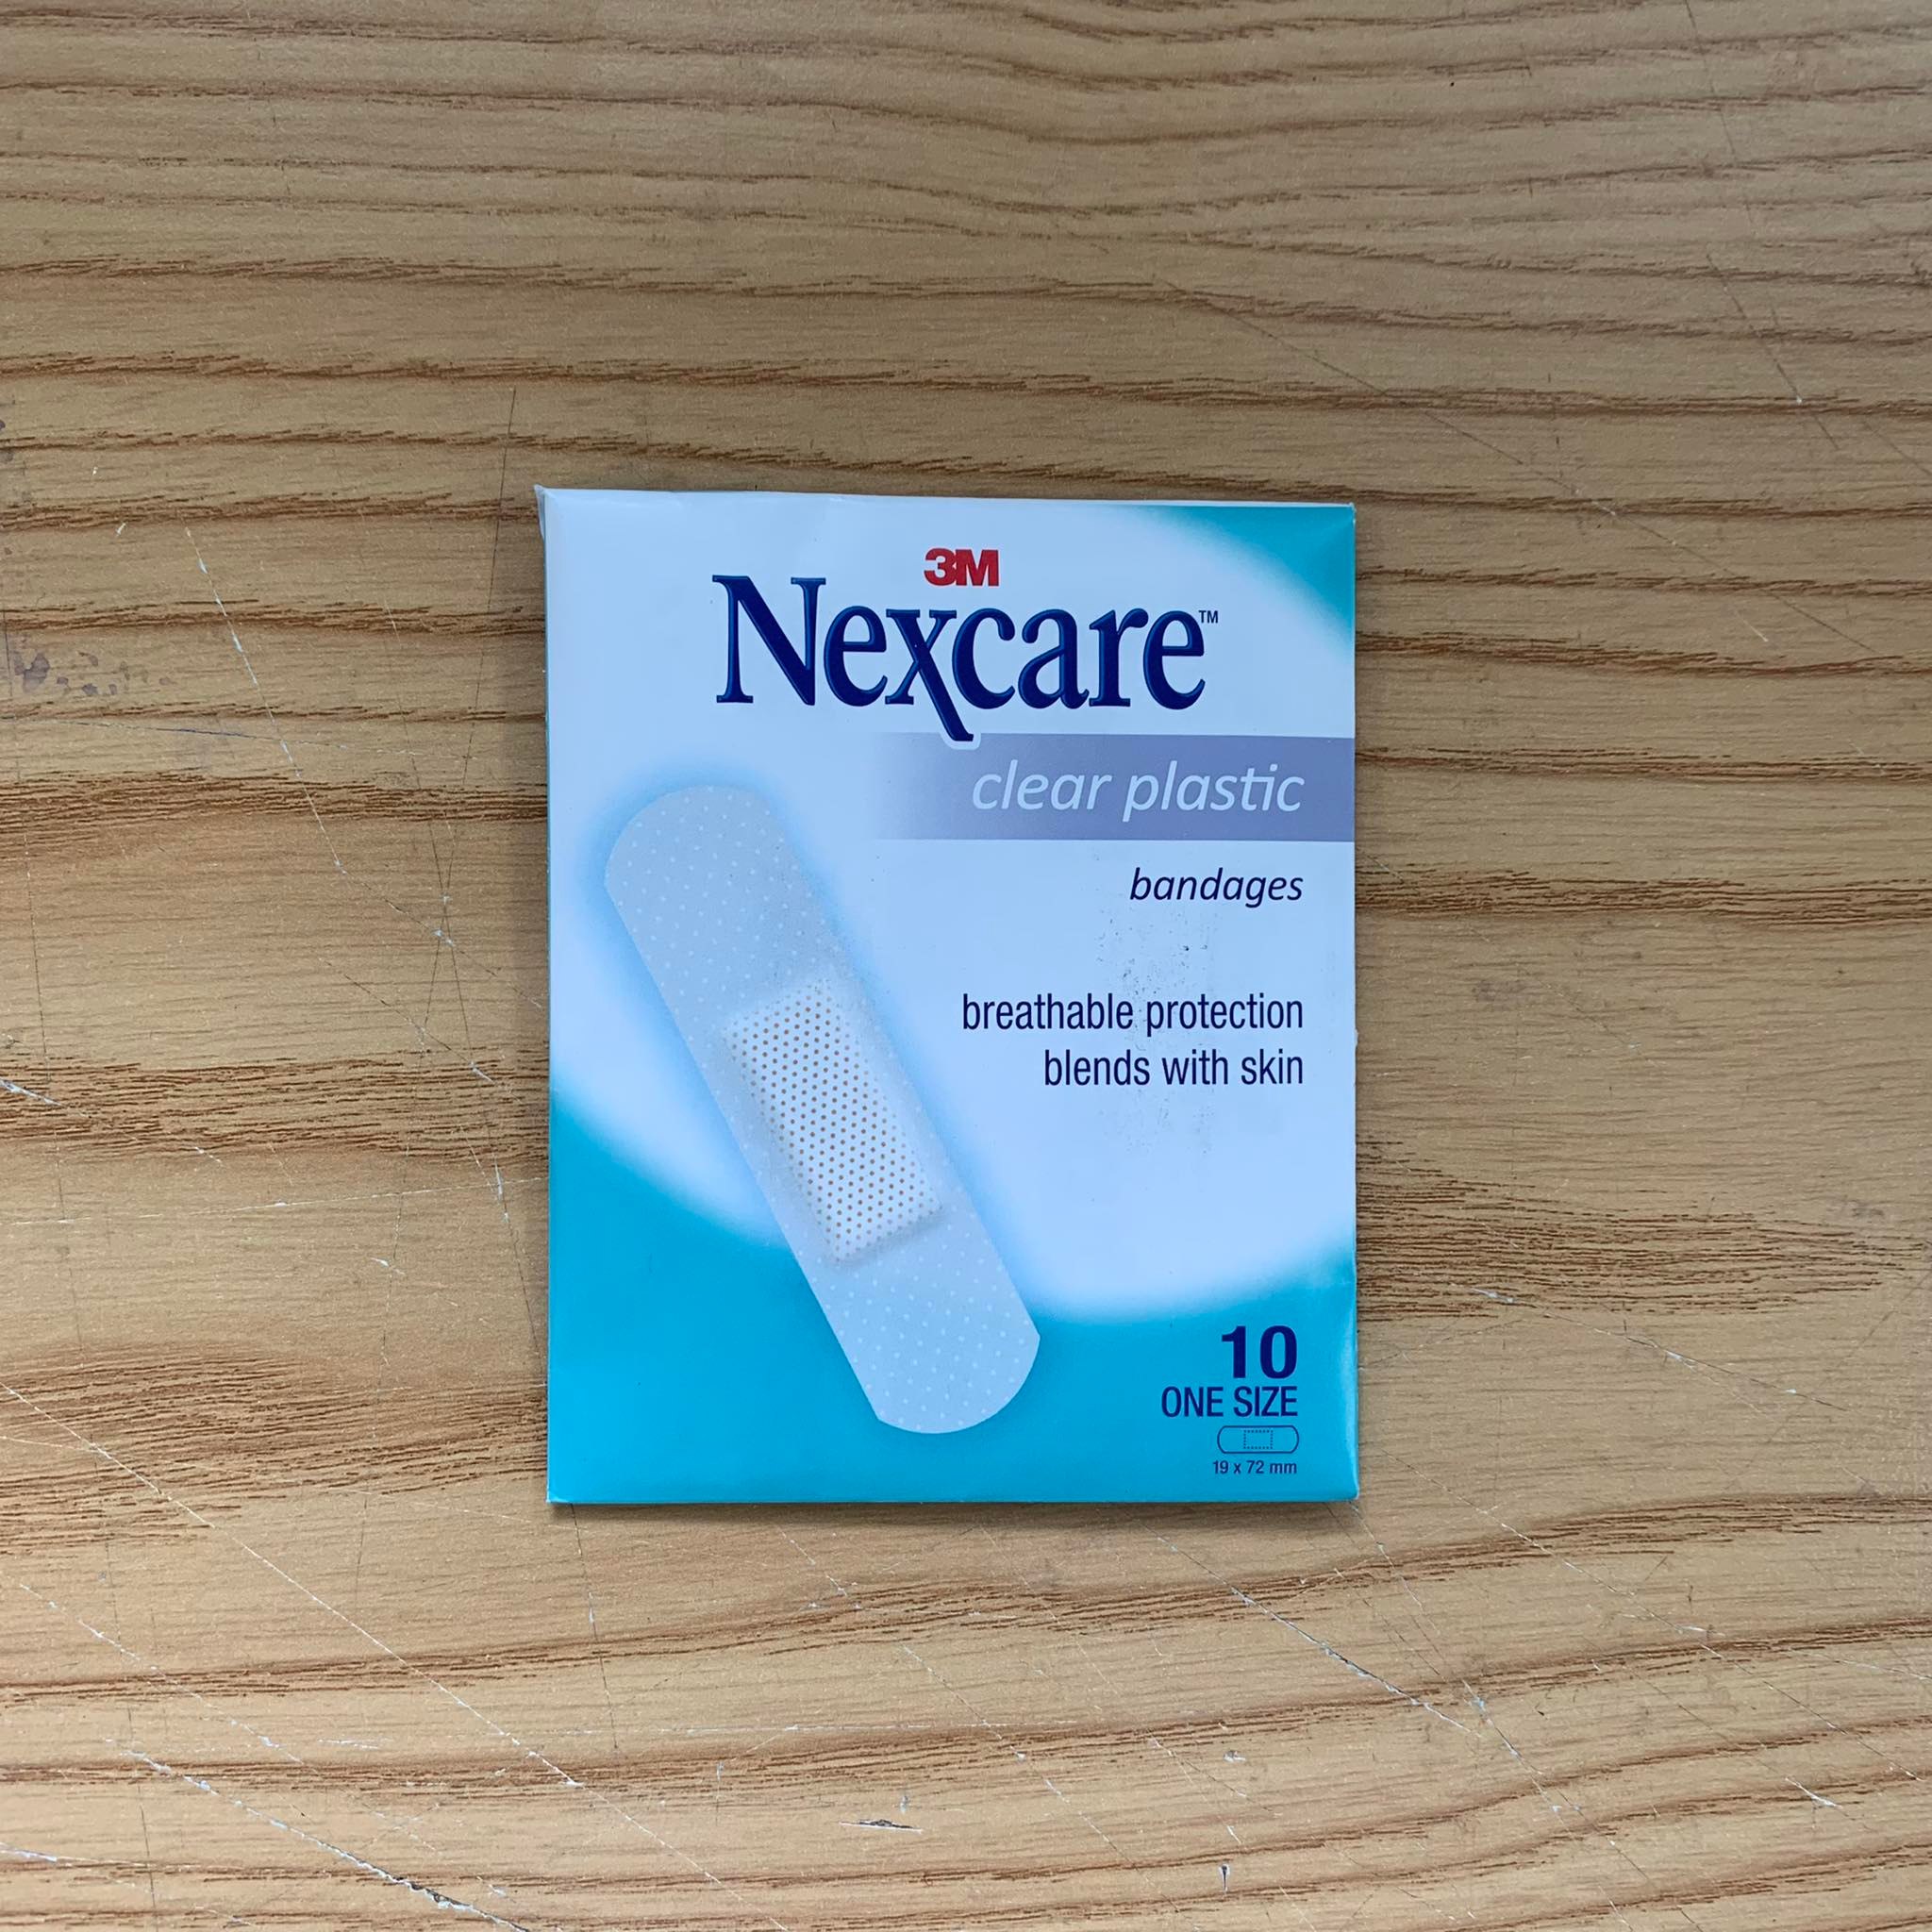 3M
Nexcare™
clear plastic
bandages
breathable protection
blends with skin
10
ONE SIZE
19 x 72 mm